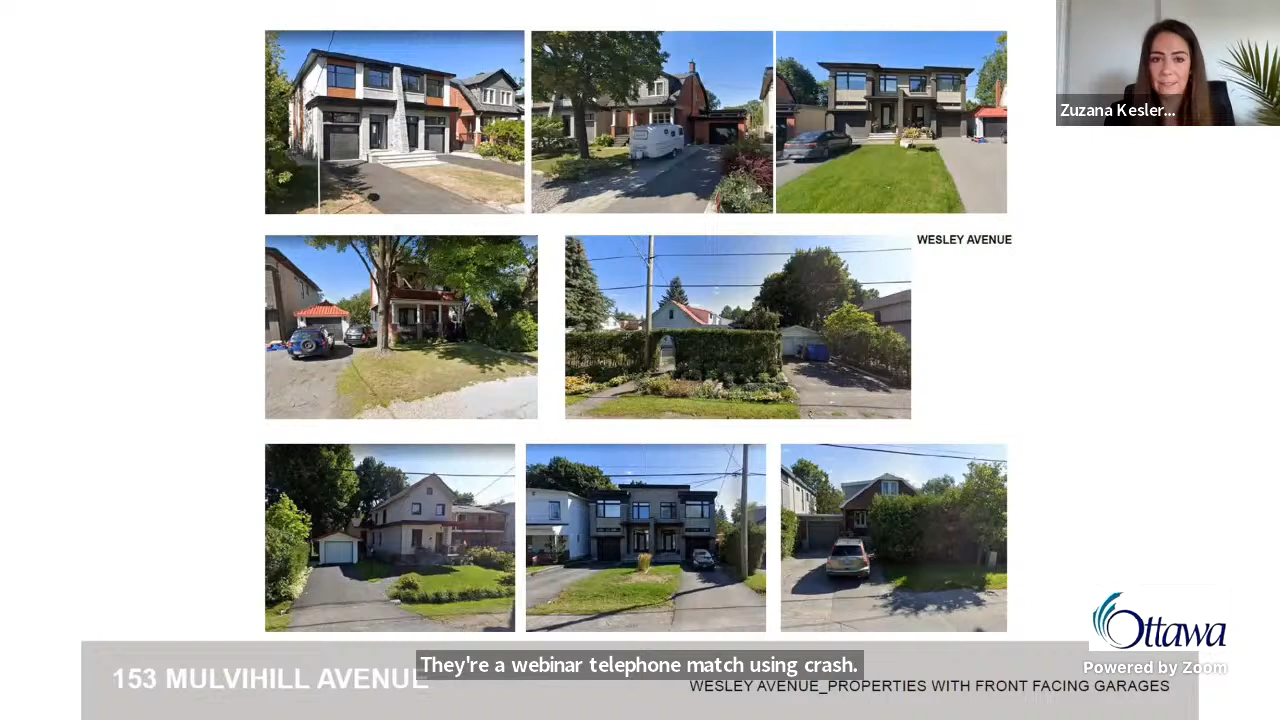 Zuzana Kesler...
WESLEY AVENUE
Ottawa
Powered by Zoom
They're a webinar telephone match using crash.
153 MULVIHILL AVENUE
WESLEY AVENUE_PROPERTIES WITH FRONT FACING GARAGES